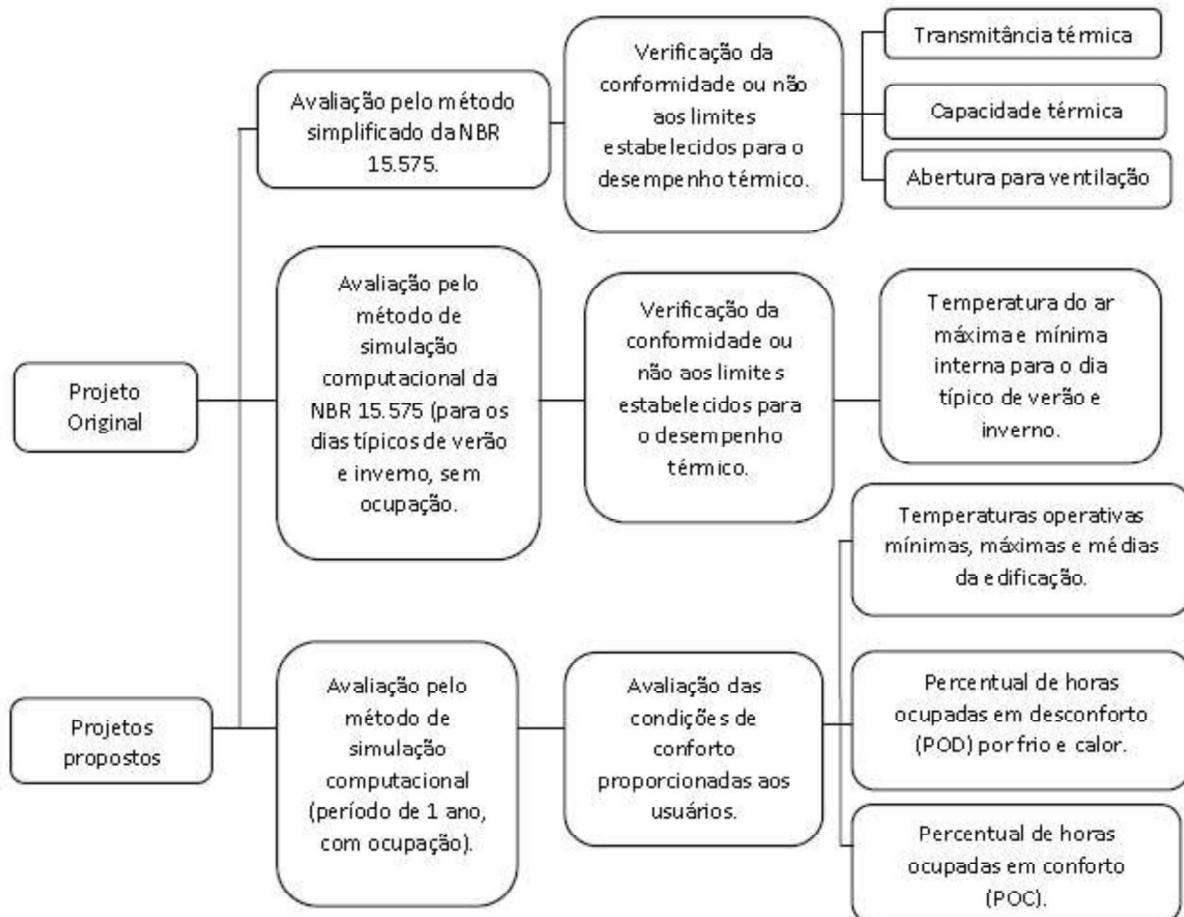 Projeto
Original
Avaliação pelo método
simplificado da NBR
15.575.
Verificação da
conformidade ou não
aos limites
estabelecidos para o
desempenho térmico.
Transmitância térmica
Capacidade térmica
Abertura para ventilação
Avaliação pelo
método de
simulação
computacional da
NBR 15.575 (para os
dias típicos de verão
e inverno, sem
ocupação.
Verificação da
conformidade ou
não aos limites
estabelecidos para
o desempenho
térmico.
Temperatura do ar
máxima e mínima
interna para o dia
típico de verão e
inverno.
Projetos
propostos
Avaliação pelo
método de
simulação
computacional
(período de 1 ano,
com ocupação).
Avaliação das
condições de
conforto
proporcionadas aos
usuários.
Temperaturas operativas
mínimas, máximas e médias
da edificação.
Percentual de horas
ocupadas em desconforto
(POD) por frio e calor.
Percentual de horas
ocupadas em conforto
(POC).